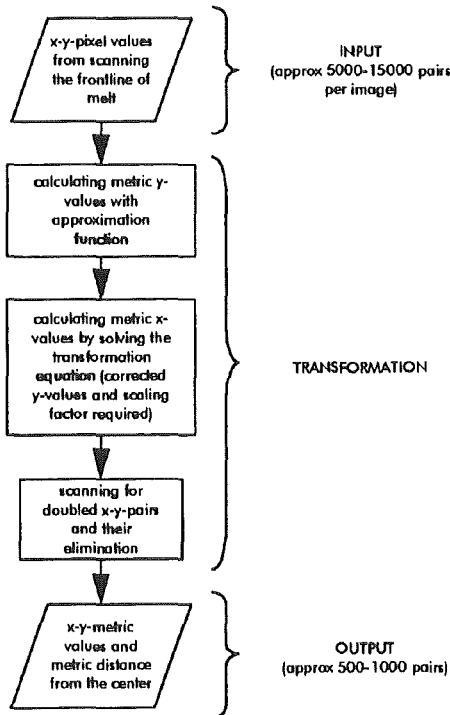 x-y-pixel values
from scanning
the frontline of
melt
INPUT
(approx 5000-15000 pairs
per image)
calculating metric y-
values with
approximation
function
calculating metric x-
values by solving the
transformation
equation (corrected
y-values and scaling
factor required)
TRANSFORMATION
scanning for
doubled x-y-pairs
and their
elimination
x-y-metric
values and
metric distance
from the center
OUTPUT
(approx 500-1000 pairs)